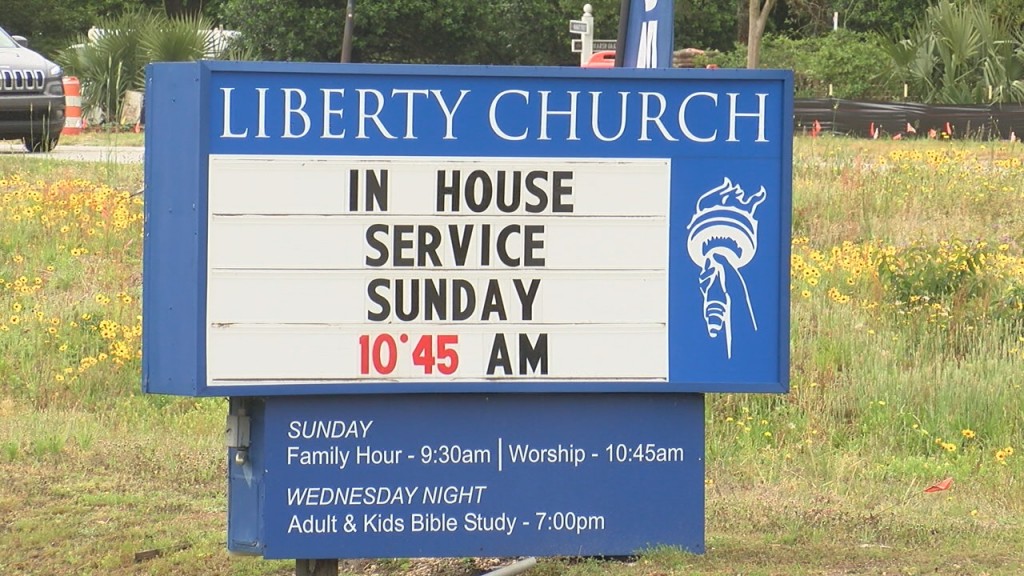 LIBERTY CHURCH
IN HOUSE
SERVICE
SUNDAY
10•45 AM
SUNDAY
Family Hour - 9:30am | Worship - 10:45am
WEDNESDAY NIGHT
Adult & Kids Bible Study - 7:00pm